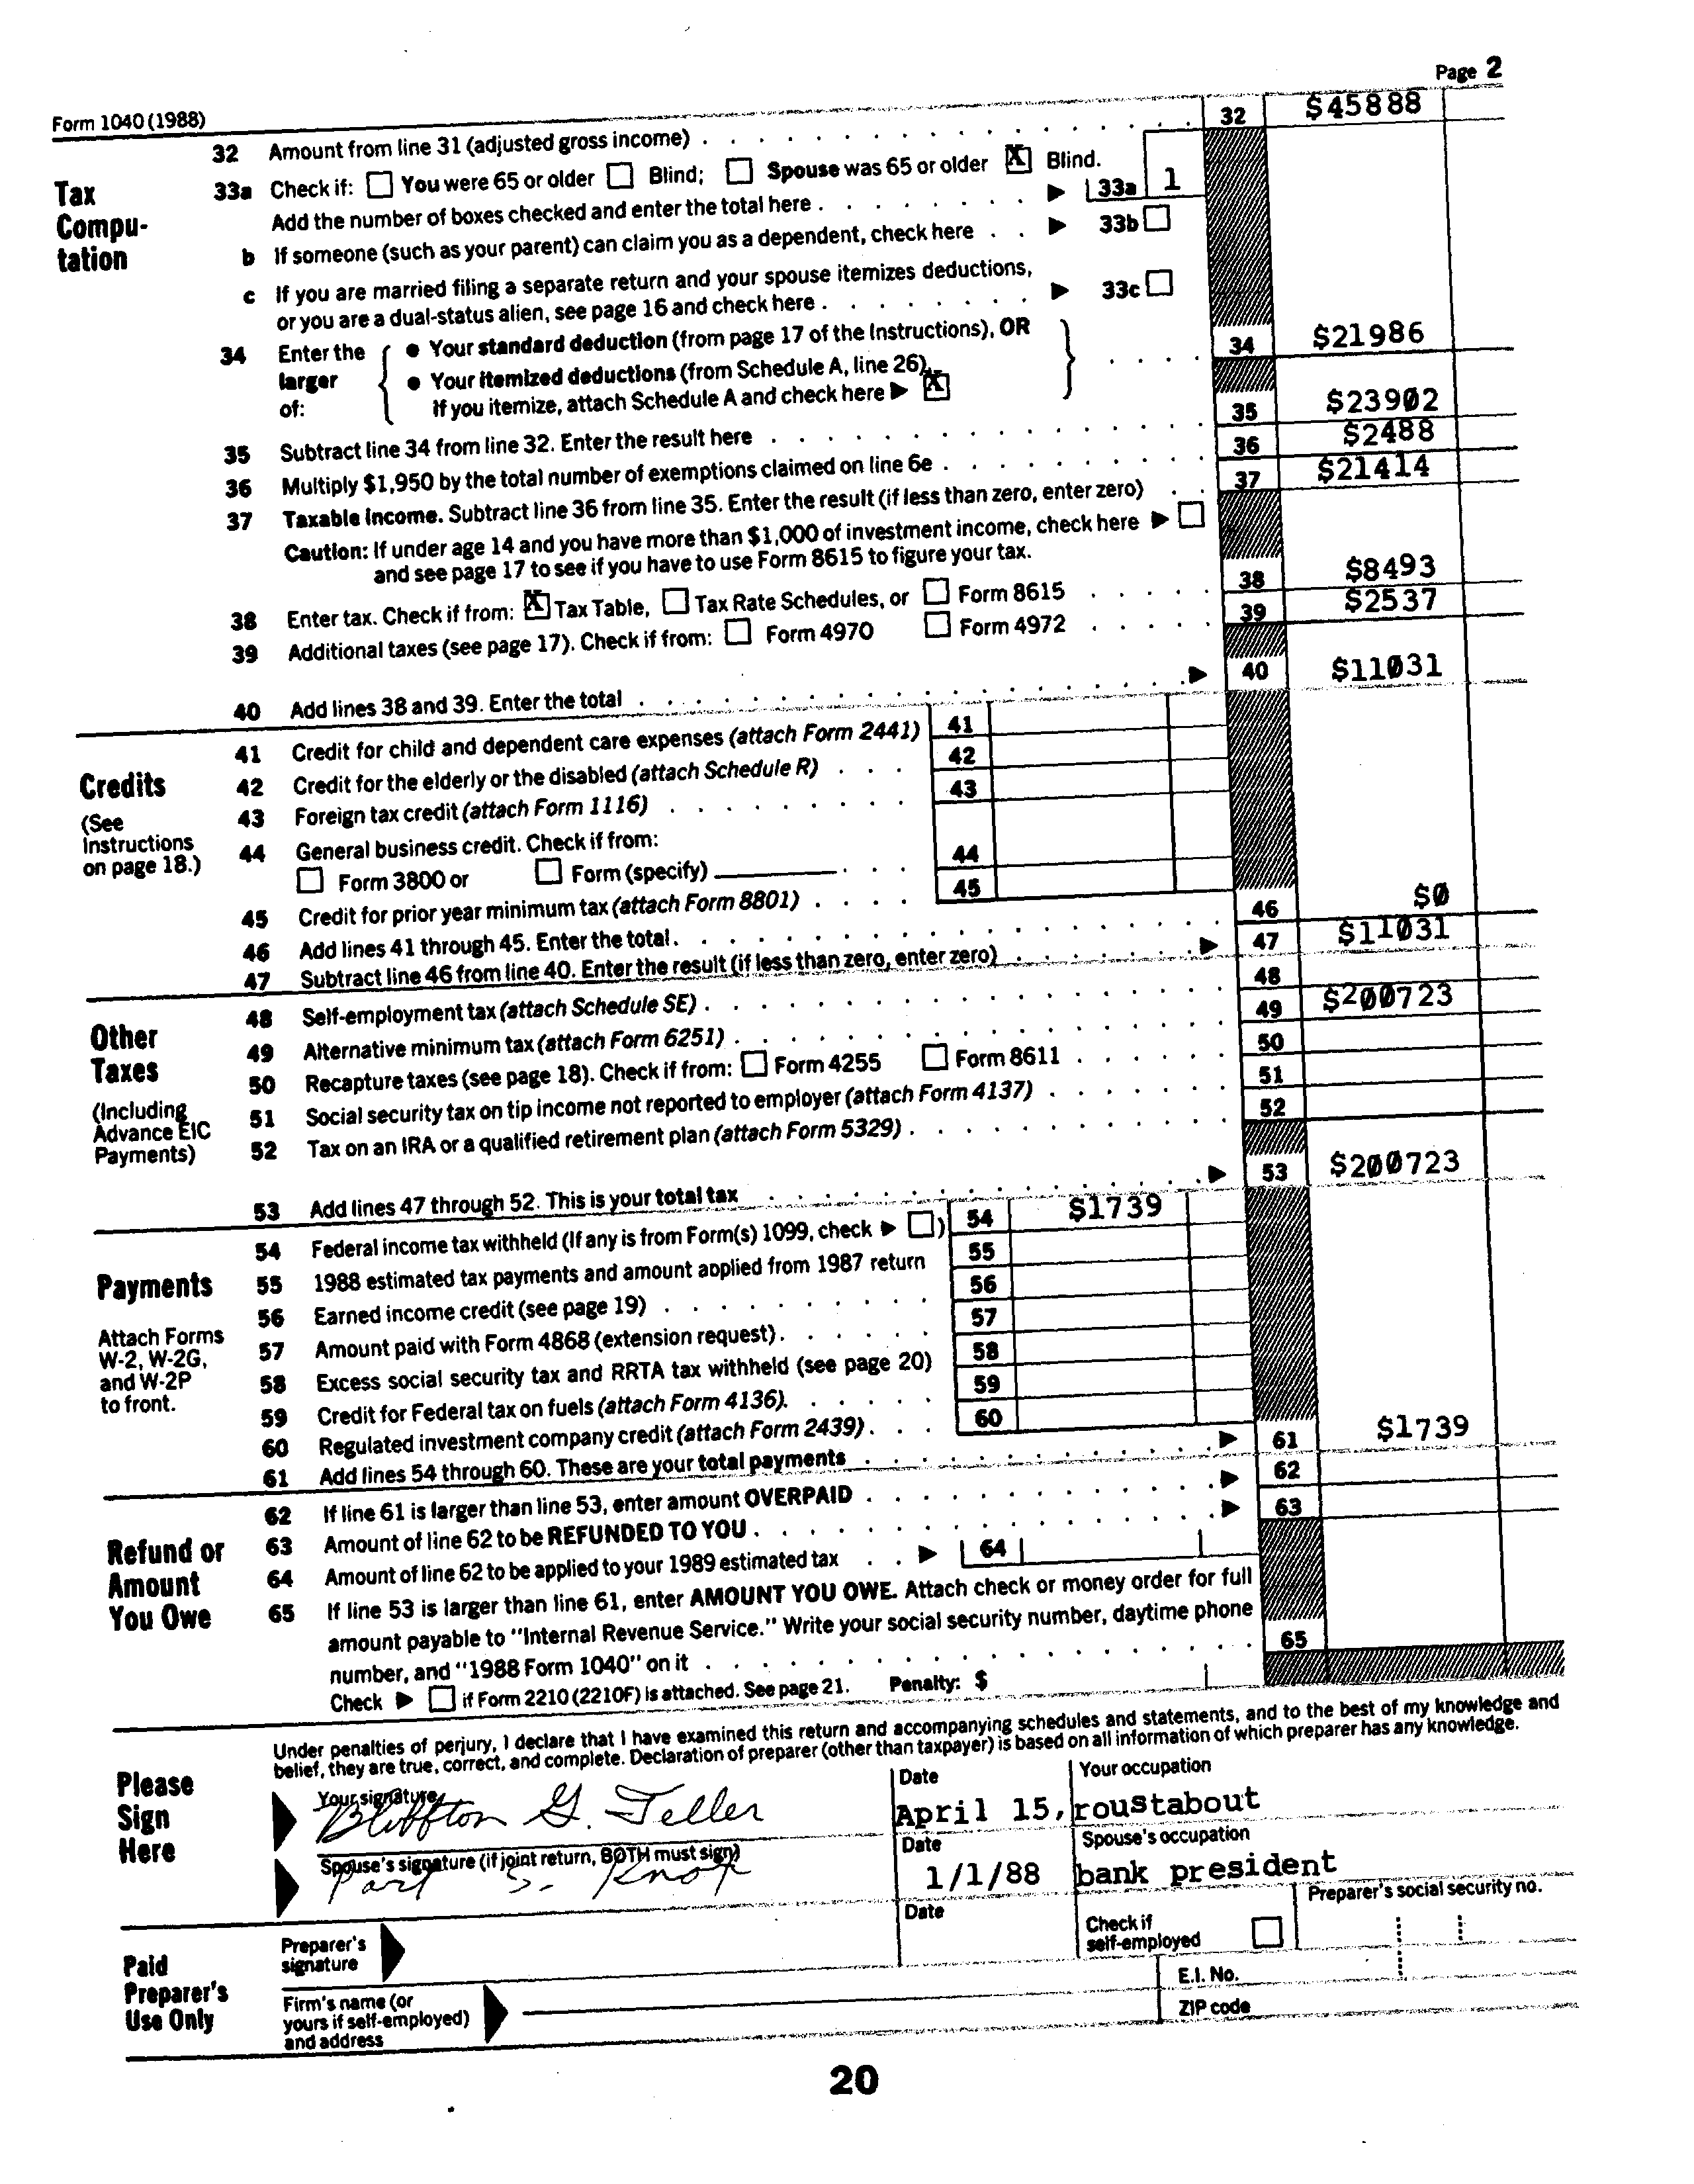 Page 2
Form 1040 (1988)
32 Amount from line 31 (adjusted gross income) 32 $45888
Tax Compu-tation
33a Check if: You were 65 or older Blind; Spouse was 65 or older X Blind.
Add the number of boxes checked and enter the total here 33a 1
b If someone (such as your parent) can claim you as a dependent, check here 33b
c If you are married filing a separate return and your spouse itemizes deductions,
or you are a dual-status alien, see page 16 and check here 33c
34 Enter the larger of:
• Your standard deduction (from page 17 of the Instructions), OR
• Your itemized deductions (from Schedule A, line 26).
If you itemize, attach Schedule A and check here X
34 $21986
35 Subtract line 34 from line 32. Enter the result here 35 $23902
36 Multiply $1,950 by the total number of exemptions claimed on line 6e 36 $2488
37 Taxable income. Subtract line 36 from line 35. Enter the result (if less than zero, enter zero) 37 $21414
Caution: If under age 14 and you have more than $1,000 of investment income, check here
and see page 17 to see if you have to use Form 8615 to figure your tax.
38 Enter tax. Check if from: X Tax Table, Tax Rate Schedules, or Form 8615 38 $8493
39 Additional taxes (see page 17). Check if from: Form 4970 Form 4972 39 $2537
40 Add lines 38 and 39. Enter the total 40 $11031
Credits
(See Instructions on page 18.)
41 Credit for child and dependent care expenses (attach Form 2441) 41
42 Credit for the elderly or the disabled (attach Schedule R) 42
43 Foreign tax credit (attach Form 1116) 43
44 General business credit. Check if from:
Form 3800 or Form (specify) 44
45 Credit for prior year minimum tax (attach Form 8801) 45
46 Add lines 41 through 45. Enter the total 46 $0
47 Subtract line 46 from line 40. Enter the result (if less than zero, enter zero) 47 $11031
Other Taxes
(Including Advance EIC Payments)
48 Self-employment tax (attach Schedule SE) 48
49 Alternative minimum tax (attach Form 6251) 49 $200723
50 Recapture taxes (see page 18). Check if from: Form 4255 Form 8611 50
51 Social security tax on tip income not reported to employer (attach Form 4137) 51
52 Tax on an IRA or a qualified retirement plan (attach Form 5329) 52
53 Add lines 47 through 52. This is your total tax 53 $200723
Payments
Attach Forms W-2, W-2G, and W-2P to front.
54 Federal income tax withheld (If any is from Form(s) 1099, check ) 54 $1739
55 1988 estimated tax payments and amount applied from 1987 return 55
56 Earned income credit (see page 19) 56
57 Amount paid with Form 4868 (extension request) 57
58 Excess social security tax and RRTA tax withheld (see page 20) 58
59 Credit for Federal tax on fuels (attach Form 4136) 59
60 Regulated investment company credit (attach Form 2439) 60
61 Add lines 54 through 60. These are your total payments 61 $1739
Refund or Amount You Owe
62 If line 61 is larger than line 53, enter amount OVERPAID 62
63 Amount of line 62 to be REFUNDED TO YOU 63
64 Amount of line 62 to be applied to your 1989 estimated tax 64
65 If line 53 is larger than line 61, enter AMOUNT YOU OWE. Attach check or money order for full
amount payable to "Internal Revenue Service." Write your social security number, daytime phone
number, and "1988 Form 1040" on it 65
Check if Form 2210 (2210F) is attached. See page 21. Penalty: $
Please Sign Here
Under penalties of perjury, I declare that I have examined this return and accompanying schedules and statements, and to the best of my knowledge and
belief, they are true, correct, and complete. Declaration of preparer (other than taxpayer) is based on all information of which preparer has any knowledge.
Your signature Date Your occupation
Bluffton G. Teller April 15, roustabout
Spouse's signature (if joint return, BOTH must sign) Date Spouse's occupation
S. Knox 1/1/88 bank president
Paid Preparer's Use Only
Preparer's signature Date Check if self-employed Preparer's social security no.
Firm's name (or yours if self-employed) and address
E.I. No.
ZIP code
20